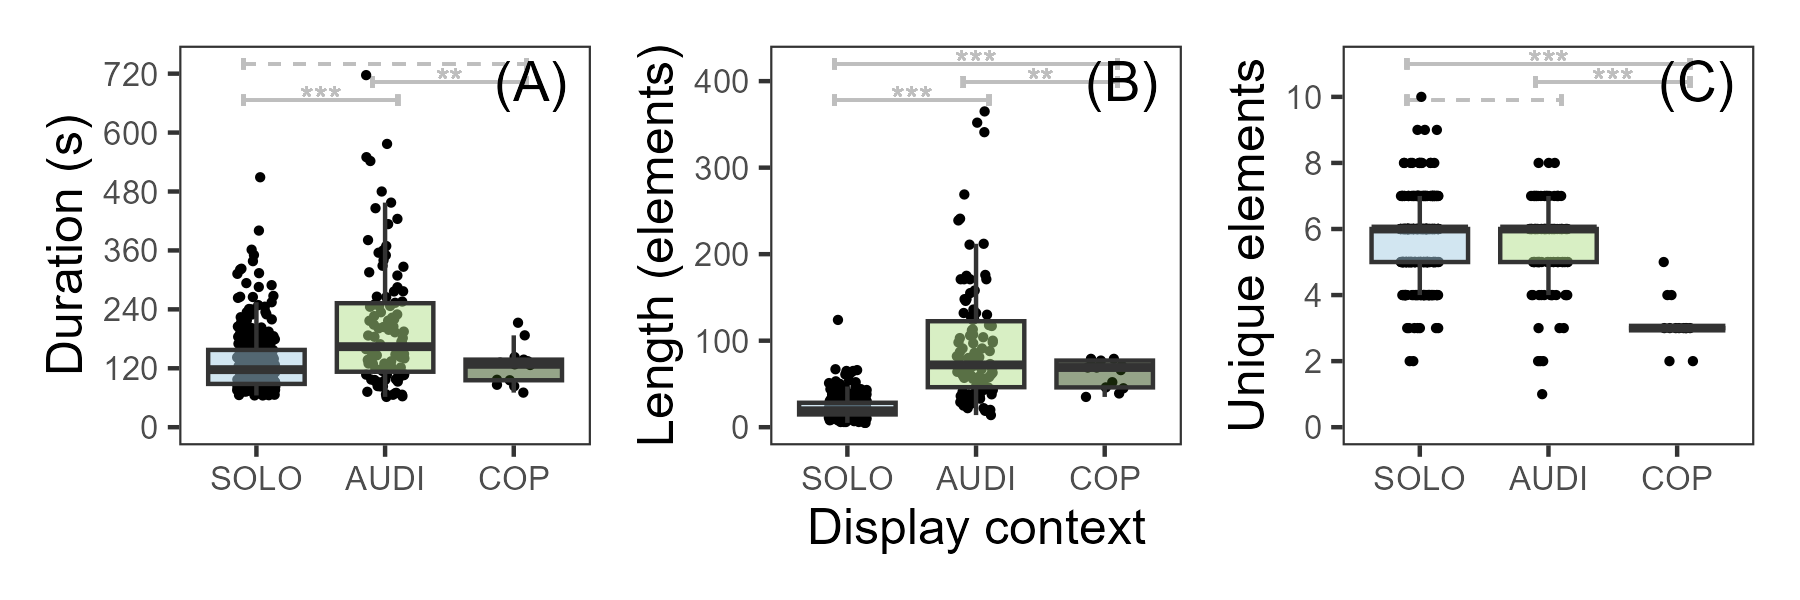 Duration (s)
720
600
480
360
240
120
0
***
**
(A)
SOLO AUDI COP
Length (elements)
400
300
200
100
0
***
**
***
(B)
SOLO AUDI COP
Unique elements
10
8
6
4
2
0
***
***
(C)
SOLO AUDI COP
Display context